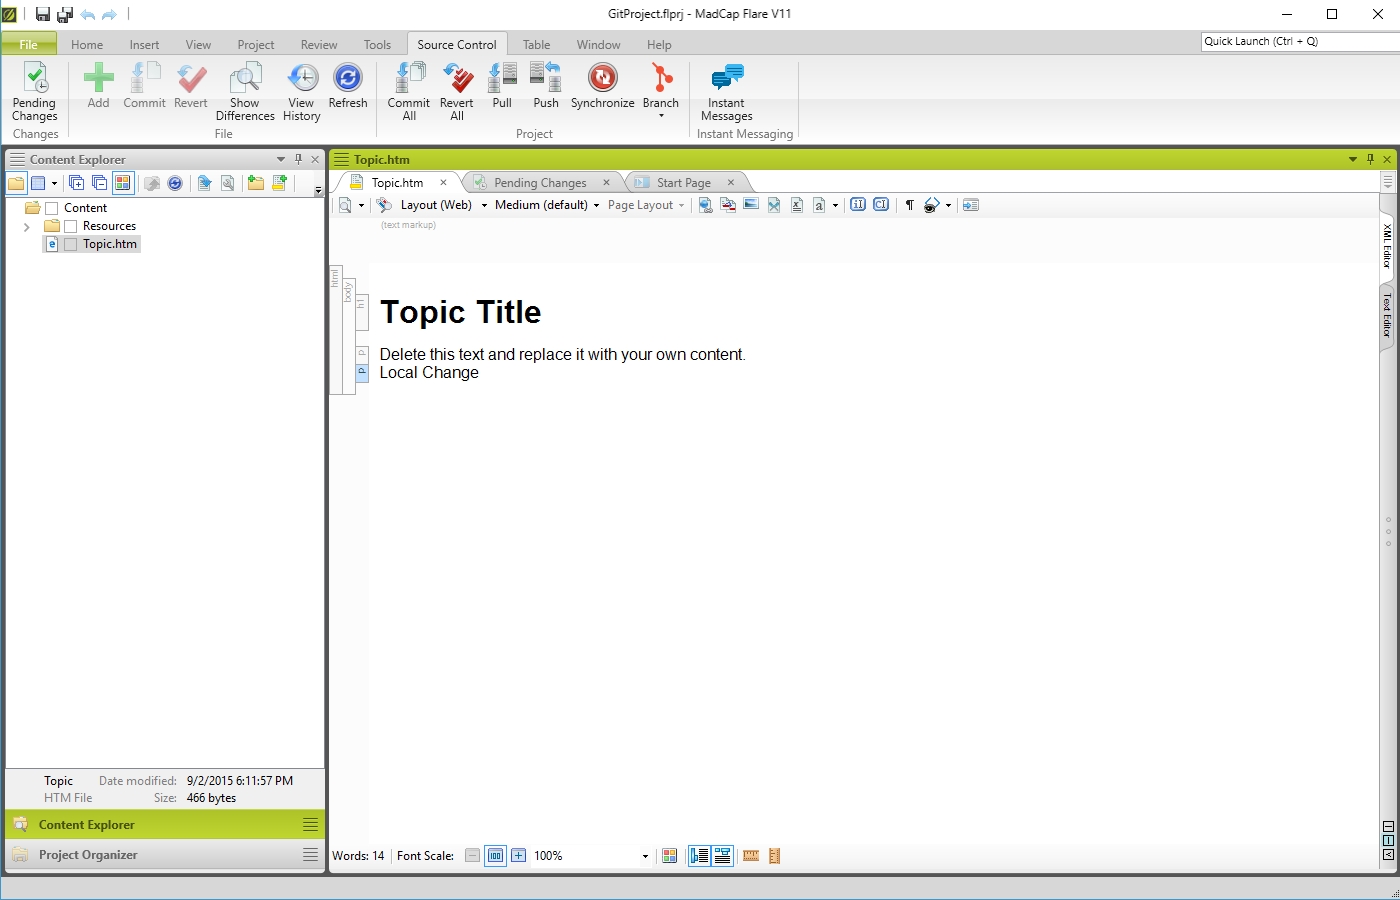 GitProject.flprj - MadCap Flare V11
File Home Insert View Project Review Tools Source Control Table Window Help
Quick Launch (Ctrl + Q)
Pending Changes
Add
Commit
Revert
Show Differences
View History
Refresh
Commit All
Revert All
Pull
Push
Synchronize
Branch
Instant Messages
Changes
File
Project
Instant Messaging
Content Explorer
Content
Resources
Topic.htm
Topic
Date modified: 9/2/2015 6:11:57 PM
HTM File
Size: 466 bytes
Content Explorer
Project Organizer
Topic.htm
Topic.htm
Pending Changes
Start Page
Layout (Web)
Medium (default)
Page Layout
(text markup)
html
body
h1
Topic Title
p
Delete this text and replace it with your own content.
p
Local Change
XML Editor
Text Editor
Words: 14
Font Scale:
100
100%